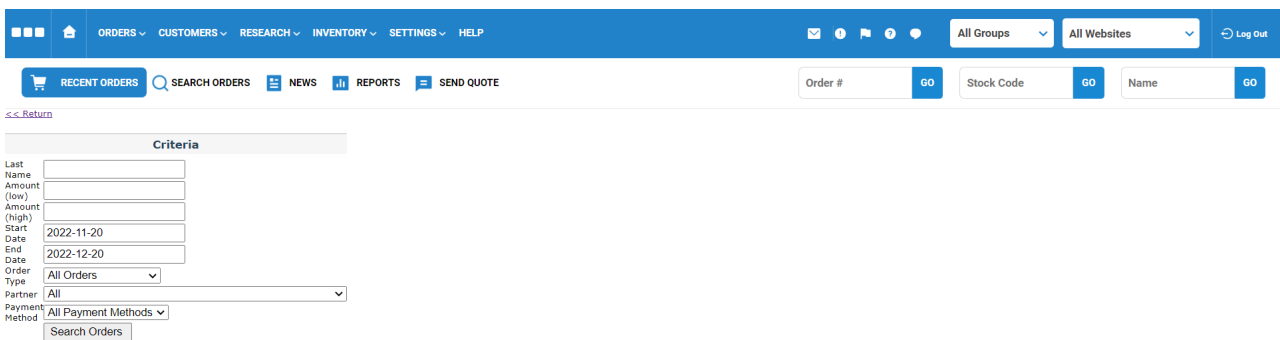 ORDERS CUSTOMERS RESEARCH INVENTORY SETTINGS HELP All Groups All Websites Log Out
RECENT ORDERS SEARCH ORDERS NEWS REPORTS SEND QUOTE Order # GO Stock Code GO Name GO
<< Return
Criteria
Last
Name
Amount
(low)
Amount
(high)
Start
Date 2022-11-20
End
Date 2022-12-20
Order
Type All Orders
Partner All
Payment
Method All Payment Methods
Search Orders